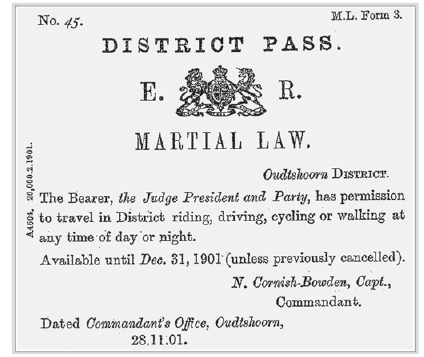 No. 45.
M.L. Form 3.
DISTRICT PASS.
E. R.
MARTIAL LAW.
Oudtshoorn DISTRICT.
The Bearer, the Judge President and Party, has permission
to travel in District riding, driving, cycling or walking at
any time of day or night.
Available until Dec. 31, 1901 (unless previously cancelled).
N. Cornish-Bowden, Capt.,
Commandant.
Dated Commandant's Office, Oudtshoorn,
28.11.01.
A4604. 20,000.2.1901.